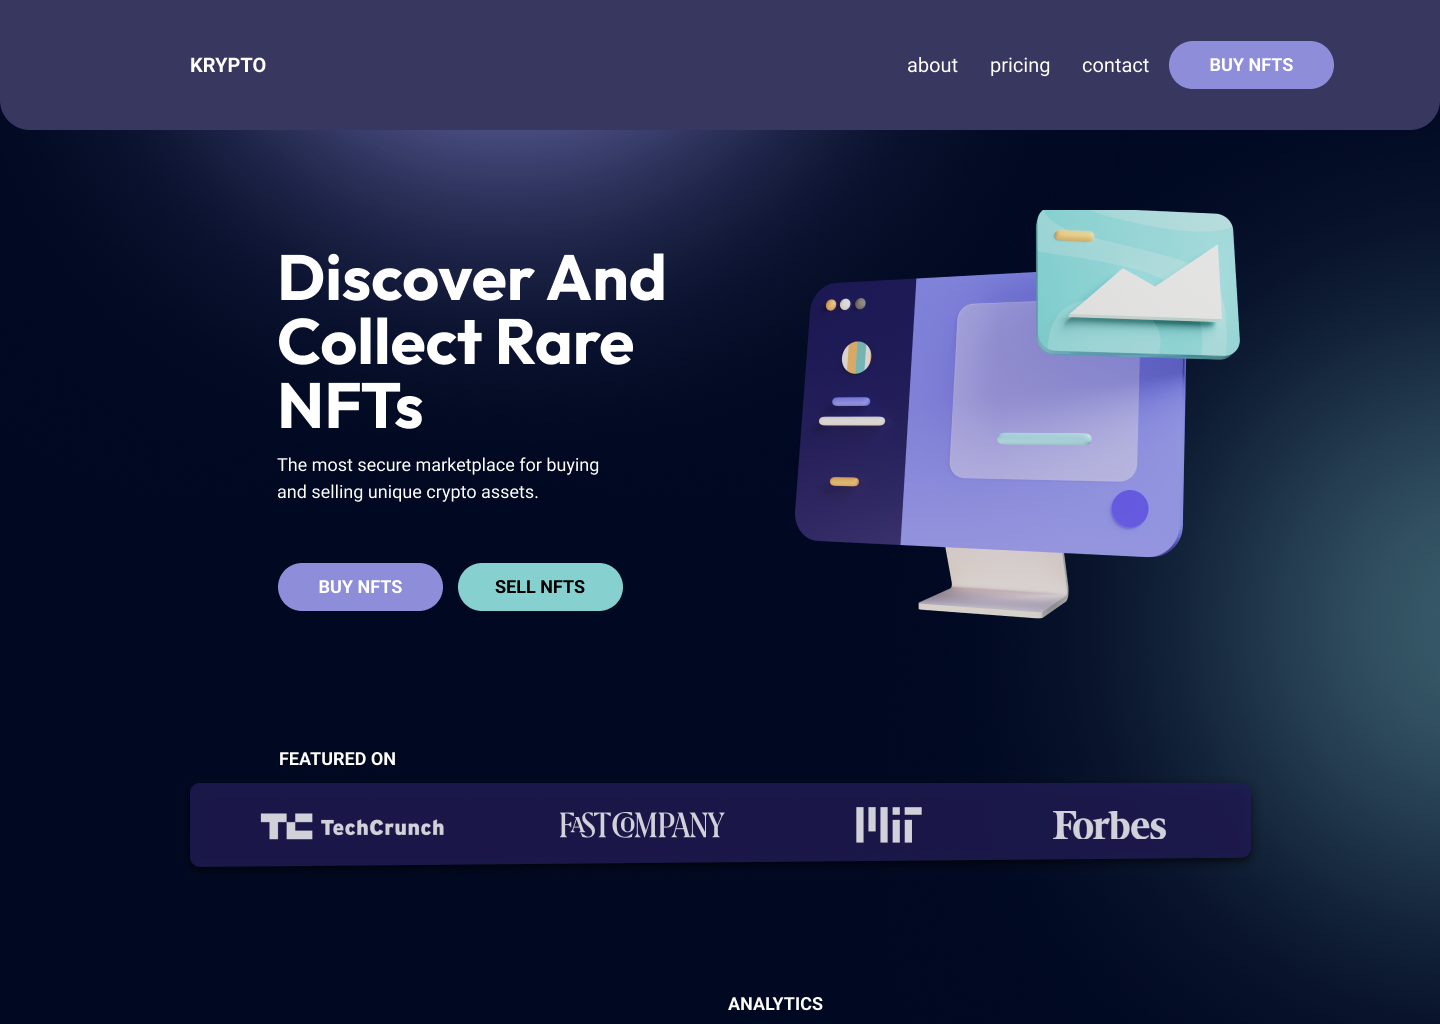 KRYPTO
about pricing contact BUY NFTS
Discover And
Collect Rare
NFTs
The most secure marketplace for buying
and selling unique crypto assets.
BUY NFTS SELL NFTS
FEATURED ON
TC TechCrunch FAST COMPANY MIT Forbes
ANALYTICS